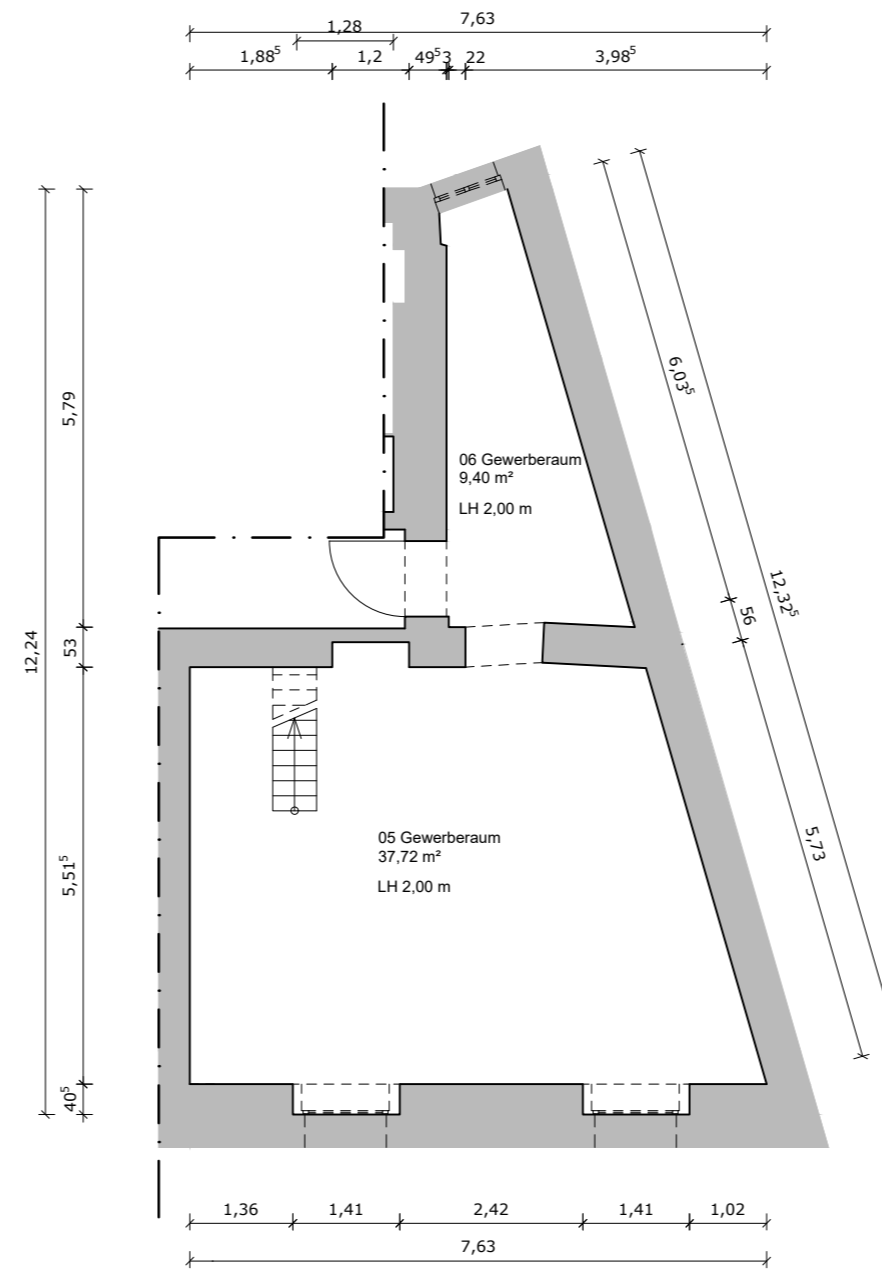 7,63
1,28
1,88⁵ 1,2 49⁵ 3 22 3,98⁵
5,79
12,24
53
5,51⁵
40⁵
06 Gewerberaum
9,40 m²
LH 2,00 m
05 Gewerberaum
37,72 m²
LH 2,00 m
6,03⁵
12,32⁵
56
5,73
1,36 1,41 2,42 1,41 1,02
7,63